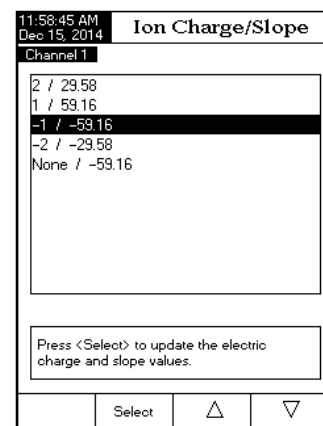 11:58:45 AM
Dec 15, 2014
Ion Charge/Slope
Channel 1
2 / 29.58
1 / 59.16
-1 / -59.16
-2 / -29.58
None / -59.16
Press <Select> to update the electric
charge and slope values.
Select